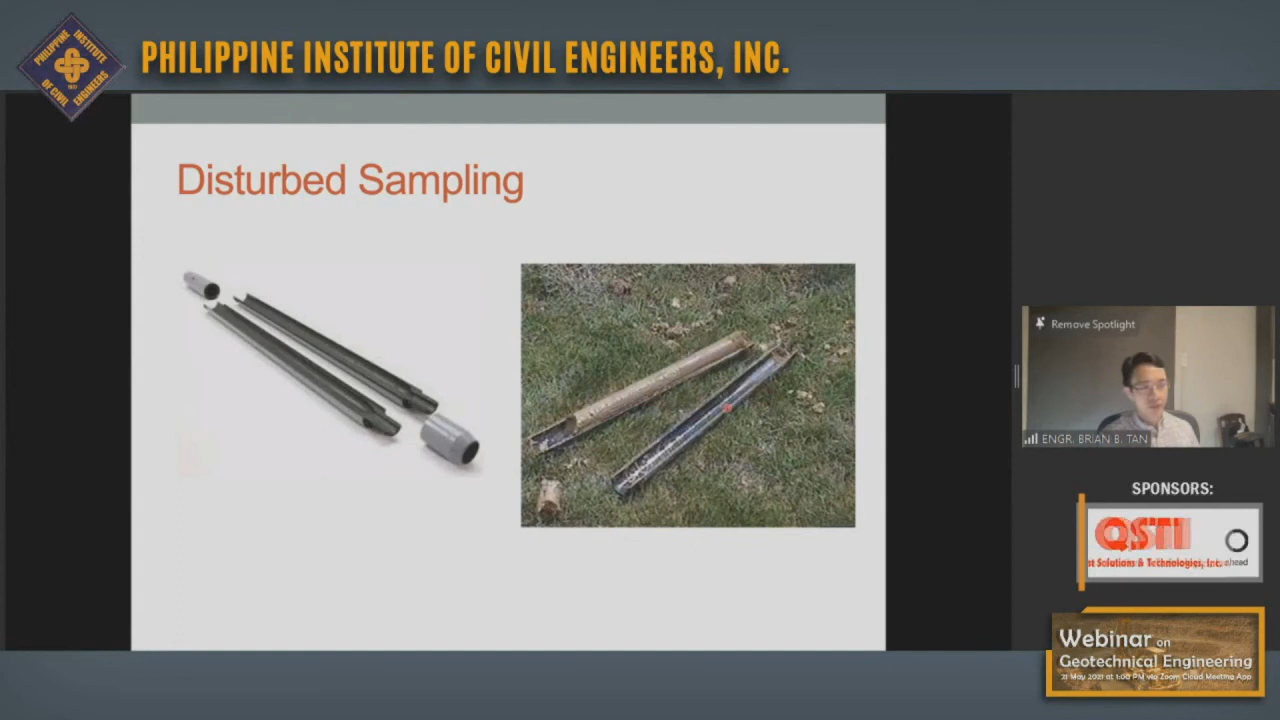 PHILIPPINE INSTITUTE OF CIVIL ENGINEERS, INC.
PHILIPPINE INSTITUTE
OF CIVIL ENGINEERS
1937
Disturbed Sampling
Remove Spotlight
ENGR. BRIAN B. TAN
SPONSORS:
QSTI
Solutions & Technologies, Inc.
ahead
Webinar on
Geotechnical Engineering
21 May 2021 at 1:00 PM via Zoom Cloud Meeting App